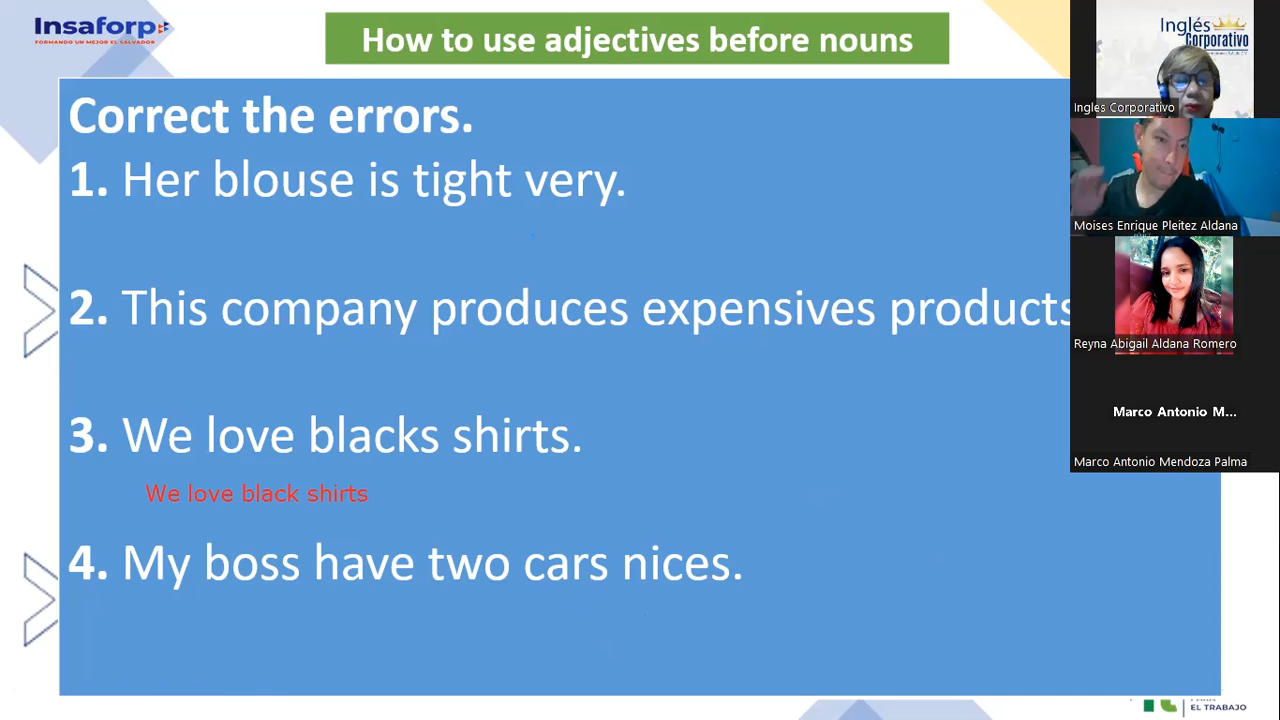 Insaforp
FORMANDO UN MEJOR EL SALVADOR
How to use adjectives before nouns
Correct the errors.
1. Her blouse is tight very.
2. This company produces expensives products
3. We love blacks shirts.
We love black shirts
4. My boss have two cars nices.
Inglés
Corporativo
Ingles Corporativo
Moises Enrique Pleitez Aldana
Reyna Abigail Aldana Romero
Marco Antonio M...
Marco Antonio Mendoza Palma
EL TRABAJO